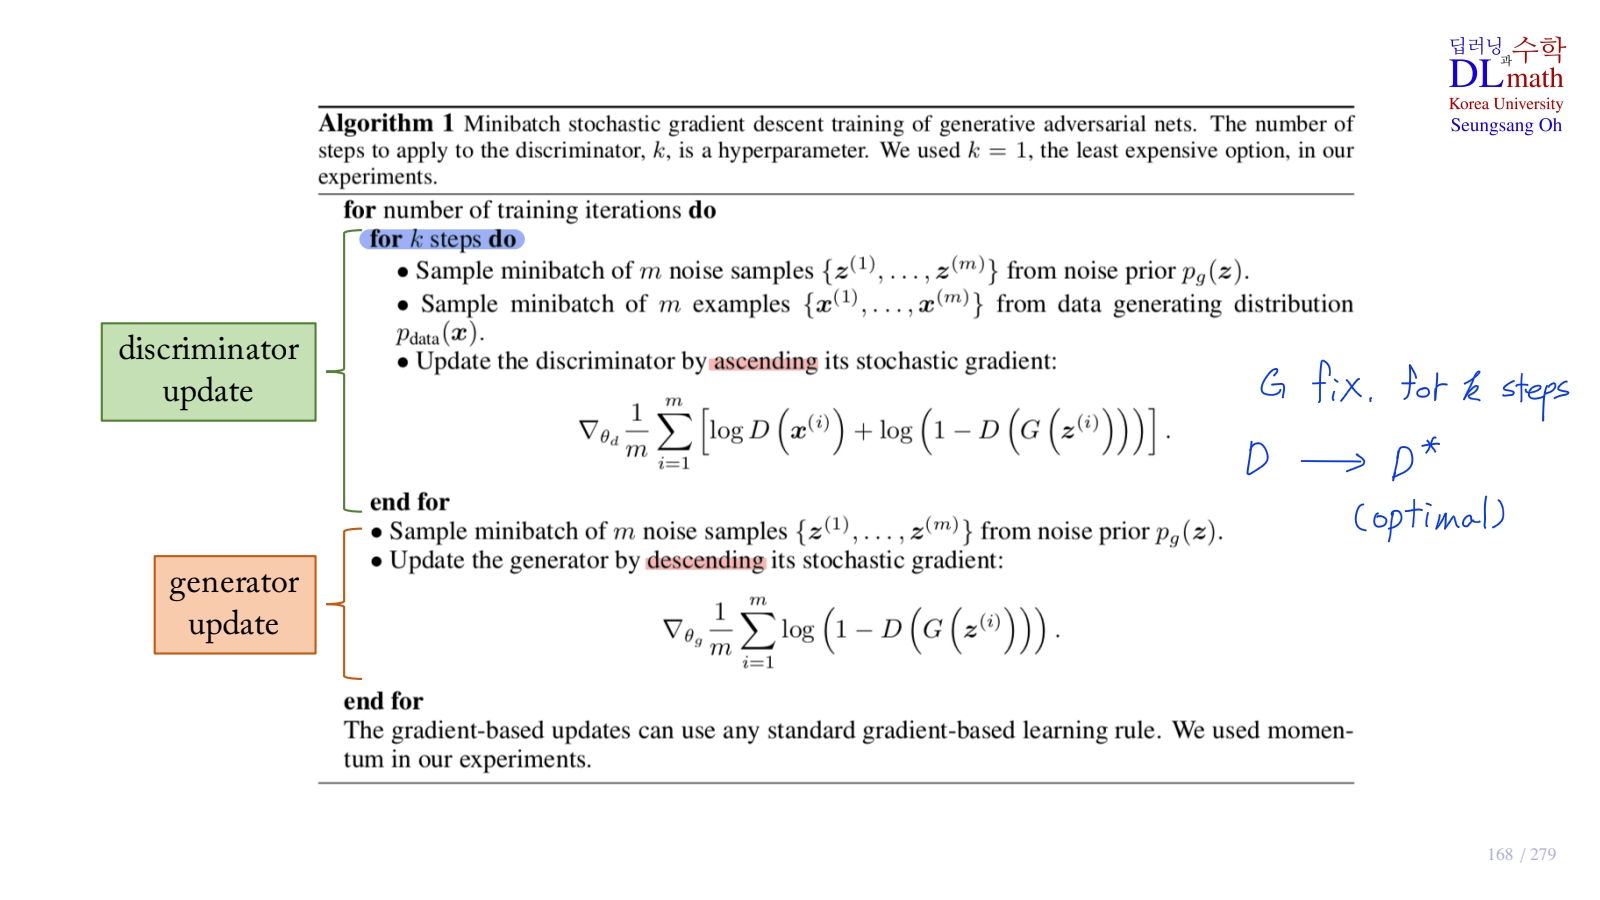 딥러닝과 수학
DL math
Korea University
Seungsang Oh
Algorithm 1 Minibatch stochastic gradient descent training of generative adversarial nets. The number of
steps to apply to the discriminator, k, is a hyperparameter. We used k = 1, the least expensive option, in our
experiments.
for number of training iterations do
for k steps do
• Sample minibatch of m noise samples {z^(1), . . . , z^(m)} from noise prior p_g(z).
• Sample minibatch of m examples {x^(1), . . . , x^(m)} from data generating distribution
p_data(x).
• Update the discriminator by ascending its stochastic gradient:
∇_θ_d 1/m ∑_{i=1}^{m} [log D (x^(i)) + log (1 − D (G (z^(i))))] .
end for
• Sample minibatch of m noise samples {z^(1), . . . , z^(m)} from noise prior p_g(z).
• Update the generator by descending its stochastic gradient:
∇_θ_g 1/m ∑_{i=1}^{m} log (1 − D (G (z^(i)))) .
end for
The gradient-based updates can use any standard gradient-based learning rule. We used momen-
tum in our experiments.
discriminator
update
generator
update
G fix. for k steps
D → D*
(optimal)
168 / 279